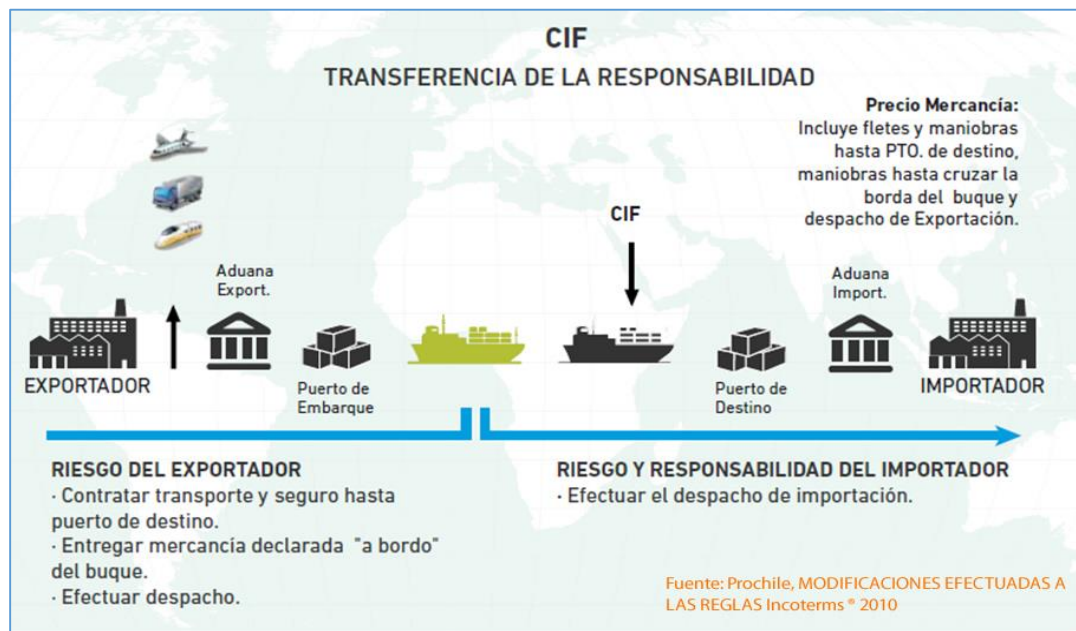 CIF
TRANSFERENCIA DE LA RESPONSABILIDAD
Precio Mercancía:
Incluye fletes y maniobras
hasta PTO. de destino,
maniobras hasta cruzar la
borda del buque y
despacho de Exportación.
CIF
Aduana
Export.
Aduana
Import.
EXPORTADOR
Puerto de
Embarque
Puerto de
Destino
IMPORTADOR
RIESGO DEL EXPORTADOR
· Contratar transporte y seguro hasta
puerto de destino.
· Entregar mercancía declarada "a bordo"
del buque.
· Efectuar despacho.
RIESGO Y RESPONSABILIDAD DEL IMPORTADOR
· Efectuar el despacho de importación.
Fuente: Prochile, MODIFICACIONES EFECTUADAS A
LAS REGLAS Incoterms ® 2010